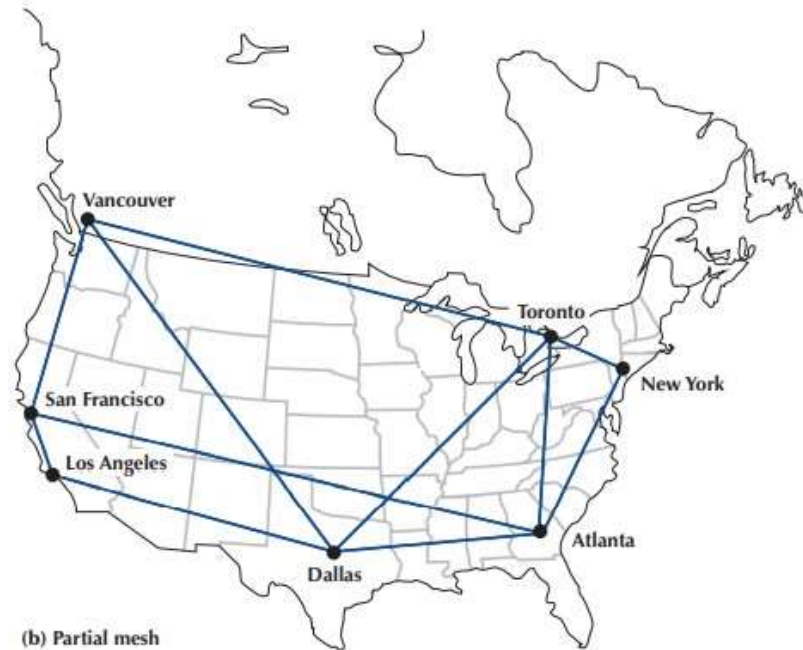 Vancouver
Toronto
New York
San Francisco
Los Angeles
Atlanta
Dallas
(b) Partial mesh